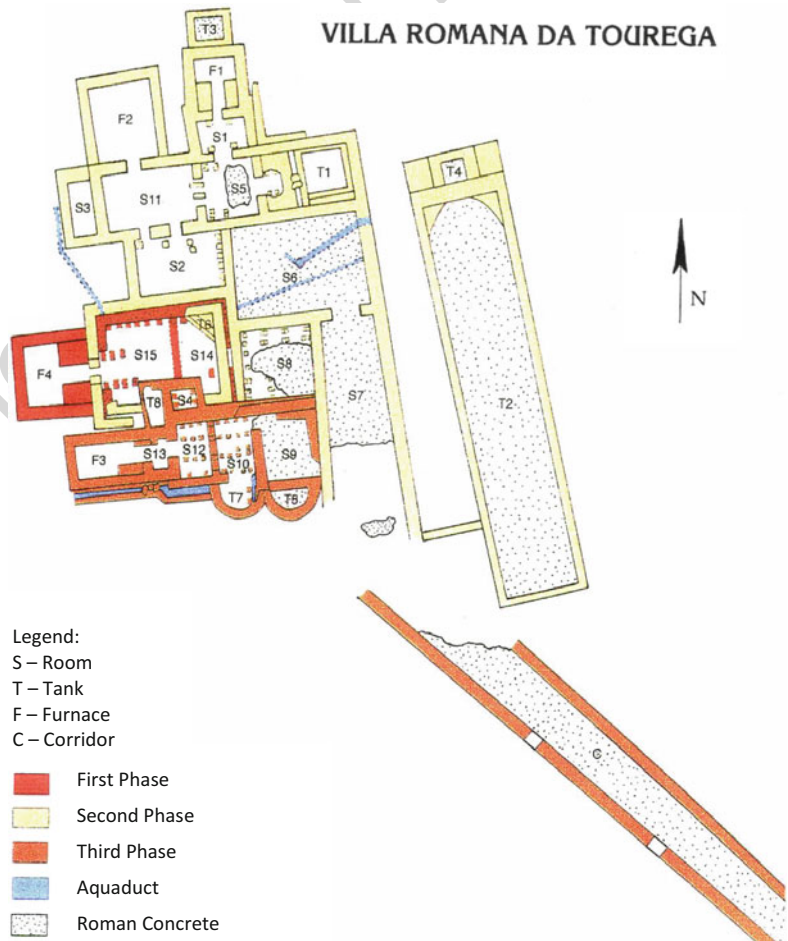 VILLA ROMANA DA TOUREGA
T3
F1
F2
S1
T1
T4
S5
S3
S11
S2
S6
N
S15
S14
S8
F4
T2
S7
T8
S4
F3
S13
S12
S10
S9
T7
C
Legend:
S – Room
T – Tank
F – Furnace
C – Corridor
First Phase
Second Phase
Third Phase
Aquaduct
Roman Concrete